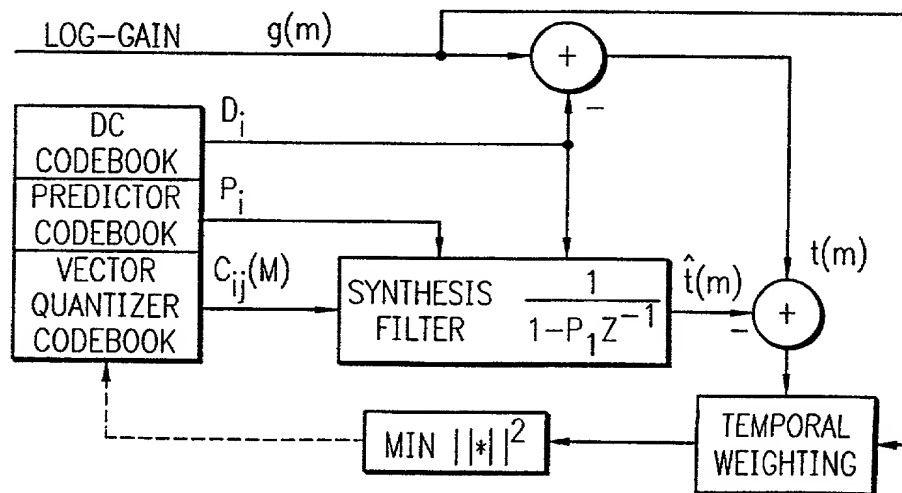 LOG-GAIN g(m)
+
−
DC
CODEBOOK
D_i
PREDICTOR
CODEBOOK
P_i
VECTOR
QUANTIZER
CODEBOOK
C_ij(M)
SYNTHESIS
FILTER
1
1-P_1Z^-1
t̂(m)
t(m)
−
+
MIN ||*||^2
TEMPORAL
WEIGHTING